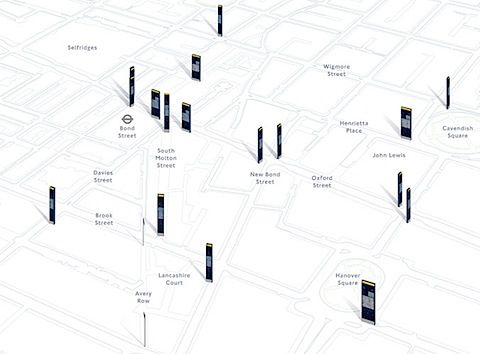 Selfridges
Wigmore
Street
Bond
Street
Henrietta
Place
Cavendish
Square
South
Molton
Street
John Lewis
Davies
Street
New Bond
Street
Oxford
Street
Brook
Street
Lancashire
Court
Hanover
Square
Avery
Row